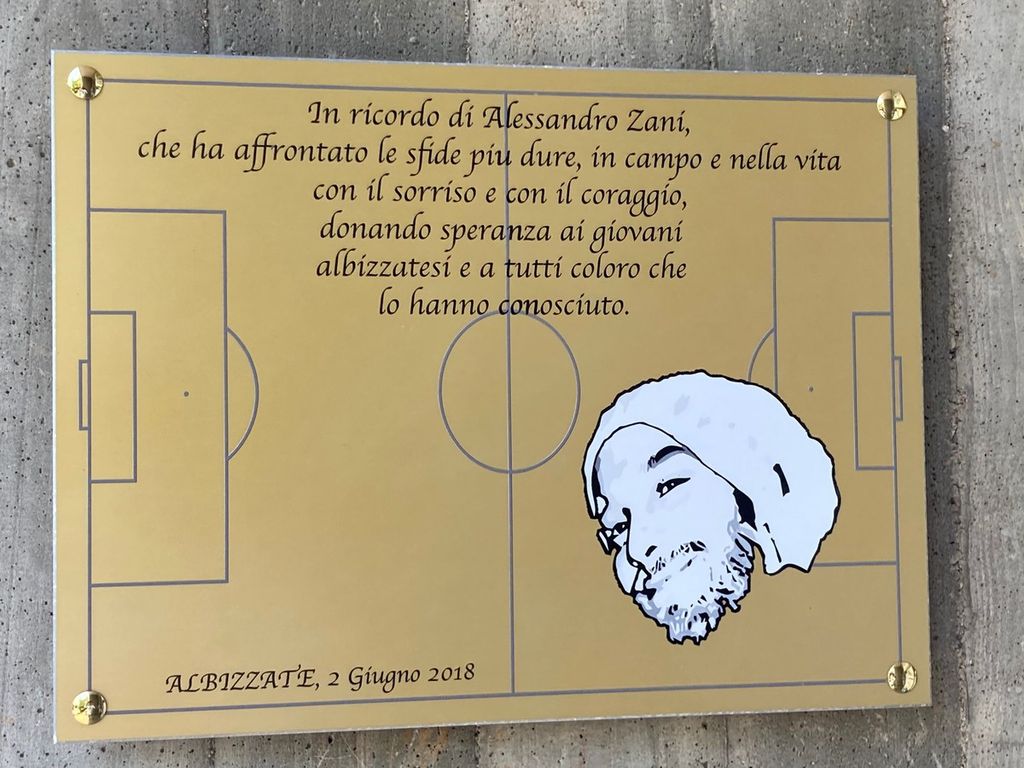 In ricordo di Alessandro Zani,
che ha affrontato le sfide piu dure, in campo e nella vita
con il sorriso e con il coraggio,
donando speranza ai giovani
albizzatesi e a tutti coloro che
lo hanno conosciuto.
ALBIZZATE, 2 Giugno 2018